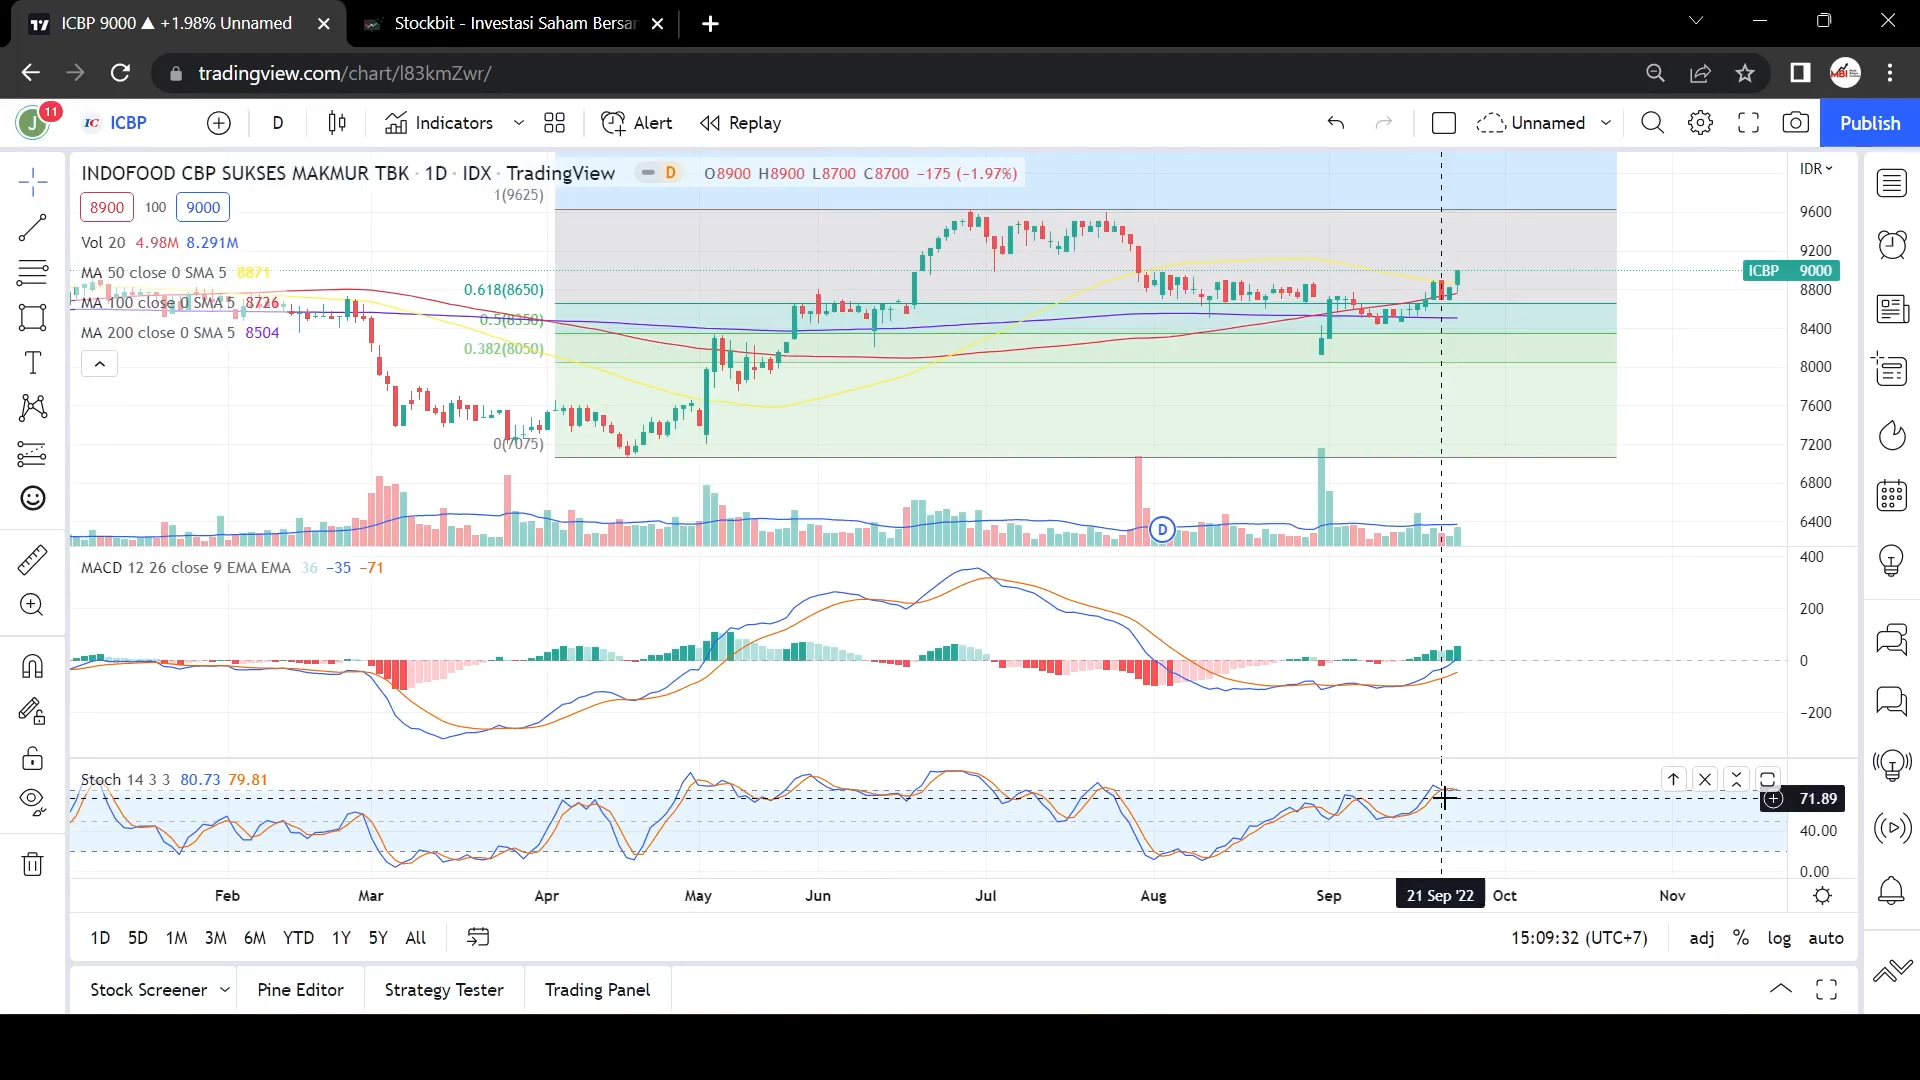 ICBP 9000 ▲ +1.98% Unnamed
Stockbit - Investasi Saham Bersar
tradingview.com/chart/l83kmZwr/
MBI
J
11
IC
ICBP
D
Indicators
Alert
Replay
Unnamed
Publish
INDOFOOD CBP SUKSES MAKMUR TBK · 1D · IDX · TradingView
D
O8900 H8900 L8700 C8700 −175 (−1.97%)
IDR
8900
100
9000
1(9625)
Vol 20 4.98M 8.291M
MA 50 close 0 SMA 5 8871
MA 100 close 0 SMA 5 8726
MA 200 close 0 SMA 5 8504
0.618(8650)
0.5(8350)
0.382(8050)
0(7075)
9600
9200
ICBP 9000
8800
8400
8000
7600
7200
6800
6400
D
MACD 12 26 close 9 EMA EMA 36 −35 −71
400
200
0
−200
Stoch 14 3 3 80.73 79.81
71.89
40.00
0.00
Feb
Mar
Apr
May
Jun
Jul
Aug
Sep
21 Sep '22
Oct
Nov
1D 5D 1M 3M 6M YTD 1Y 5Y All
15:09:32 (UTC+7)
adj % log auto
Stock Screener
Pine Editor
Strategy Tester
Trading Panel